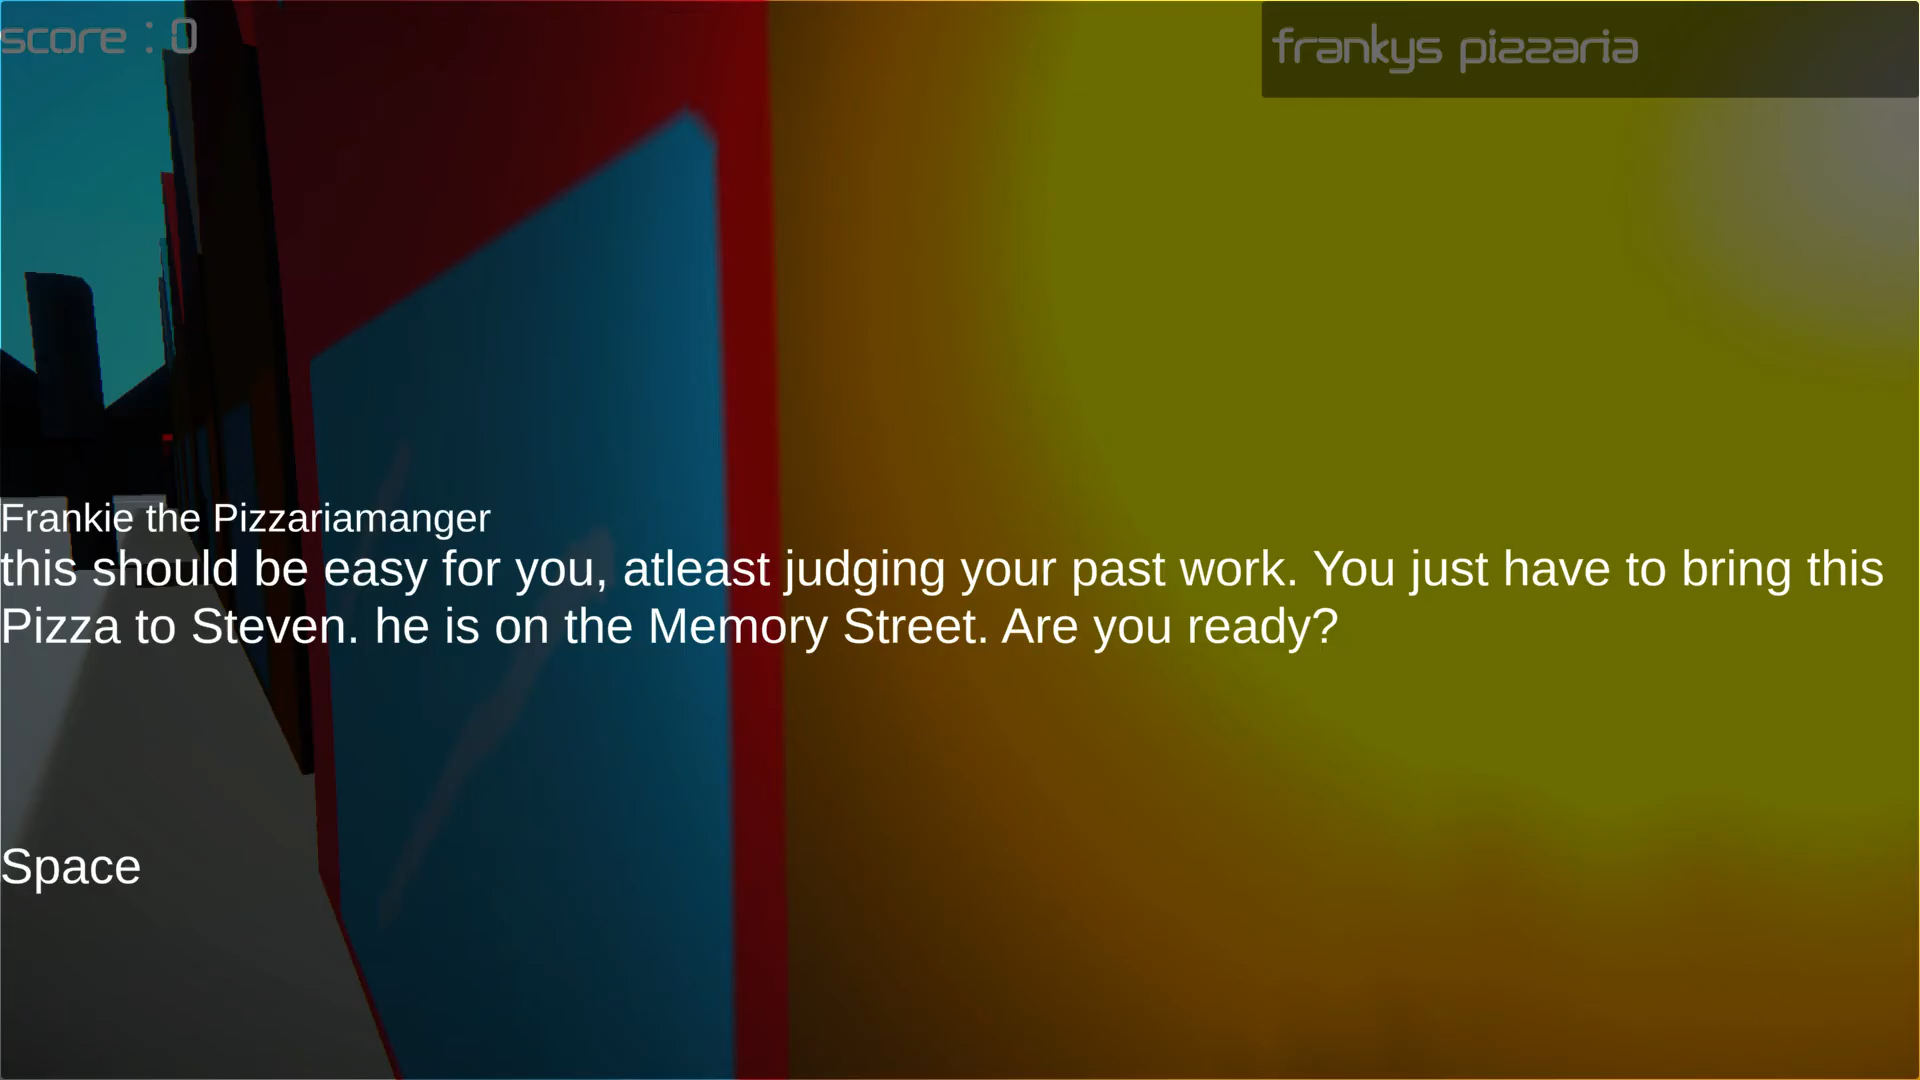 score : 0
frankys pizzaria
Frankie the Pizzariamanger
this should be easy for you, atleast judging your past work. You just have to bring this
Pizza to Steven. he is on the Memory Street. Are you ready?
Space